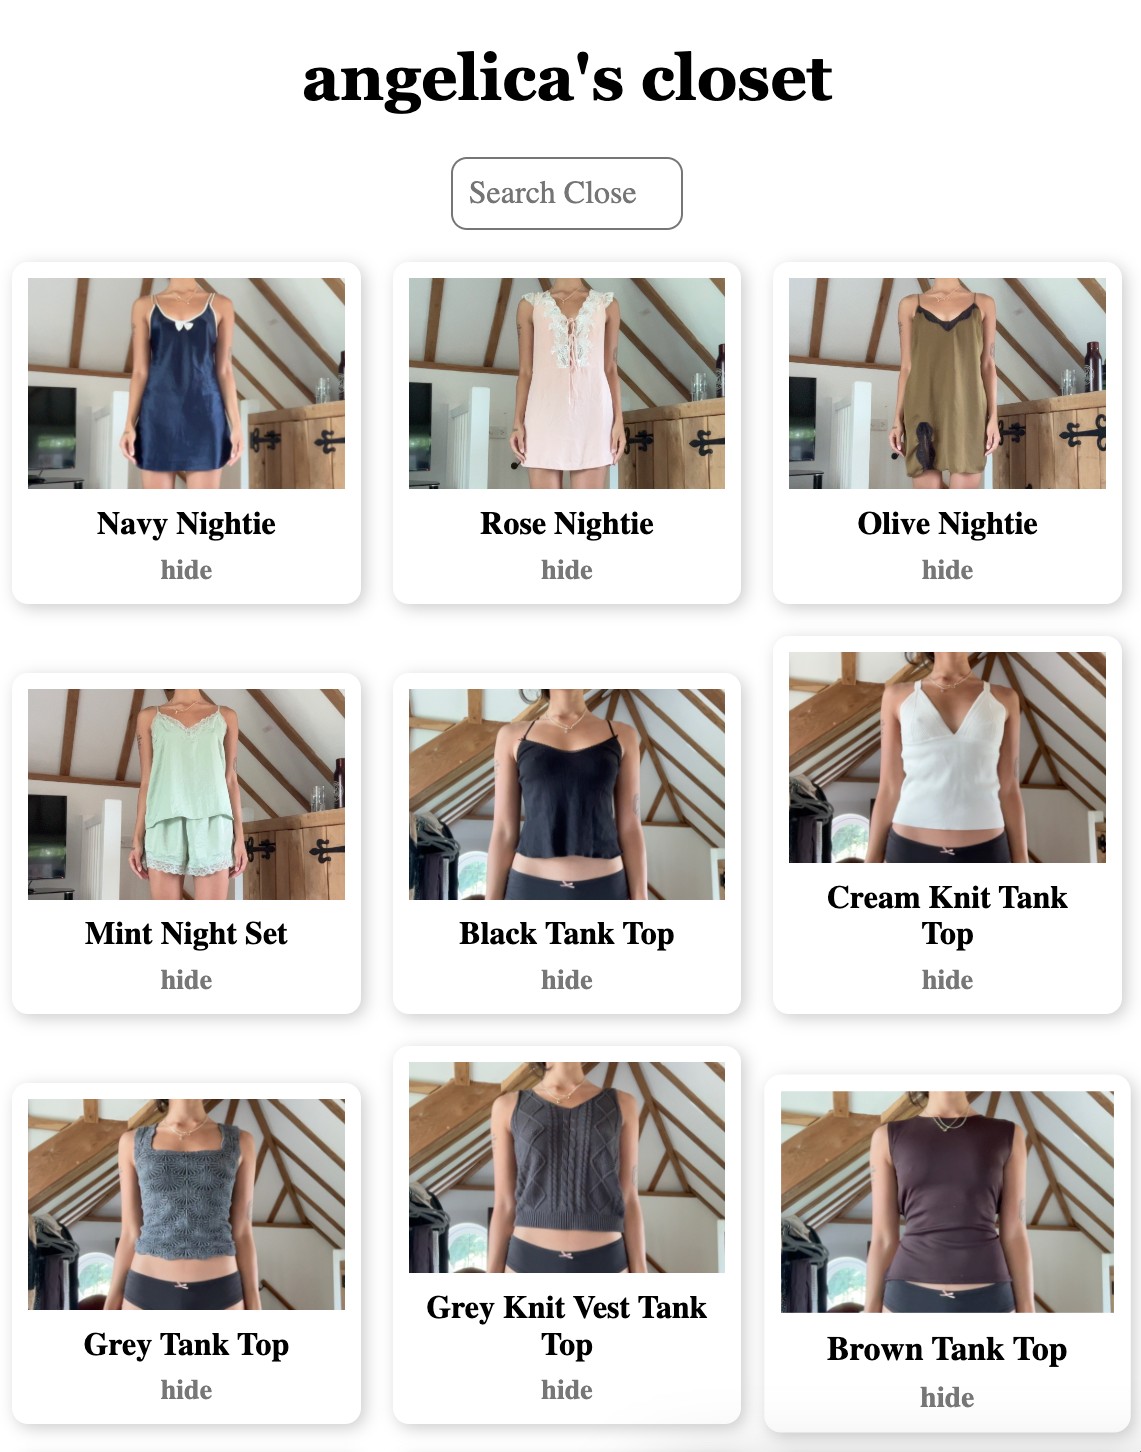 angelica's closet
Search Close
Navy Nightie
hide
Rose Nightie
hide
Olive Nightie
hide
Mint Night Set
hide
Black Tank Top
hide
Cream Knit Tank
Top
hide
Grey Tank Top
hide
Grey Knit Vest Tank
Top
hide
Brown Tank Top
hide